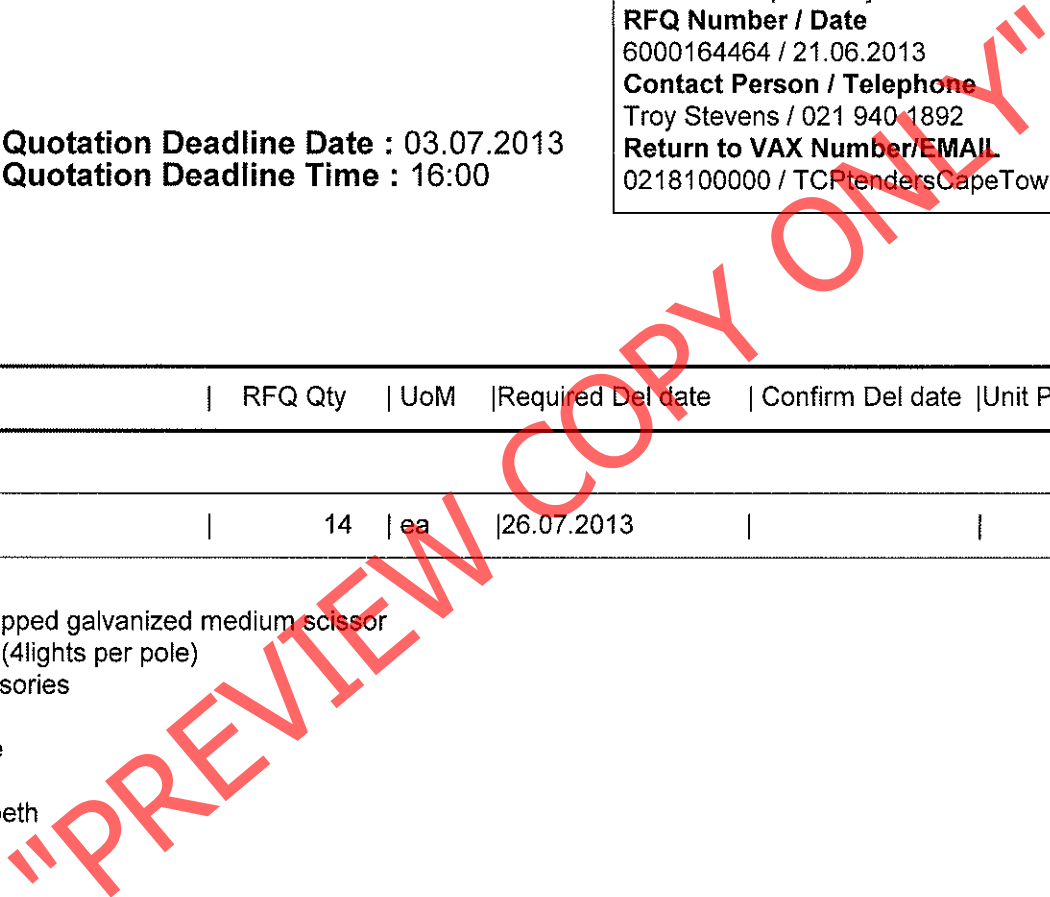 RFQ Number / Date
6000164464 / 21.06.2013
Contact Person / Telephone
Troy Stevens / 021 940 1892
Return to VAX Number/EMAIL
0218100000 / TCPtendersCapeTow
Quotation Deadline Date : 03.07.2013
Quotation Deadline Time : 16:00
| RFQ Qty | UoM |Required Del date | Confirm Del date |Unit P
| 14 | ea |26.07.2013 | |
pped galvanized medium scissor
(4lights per pole)
sories
e
eth
"PREVIEW COPY ONLY"